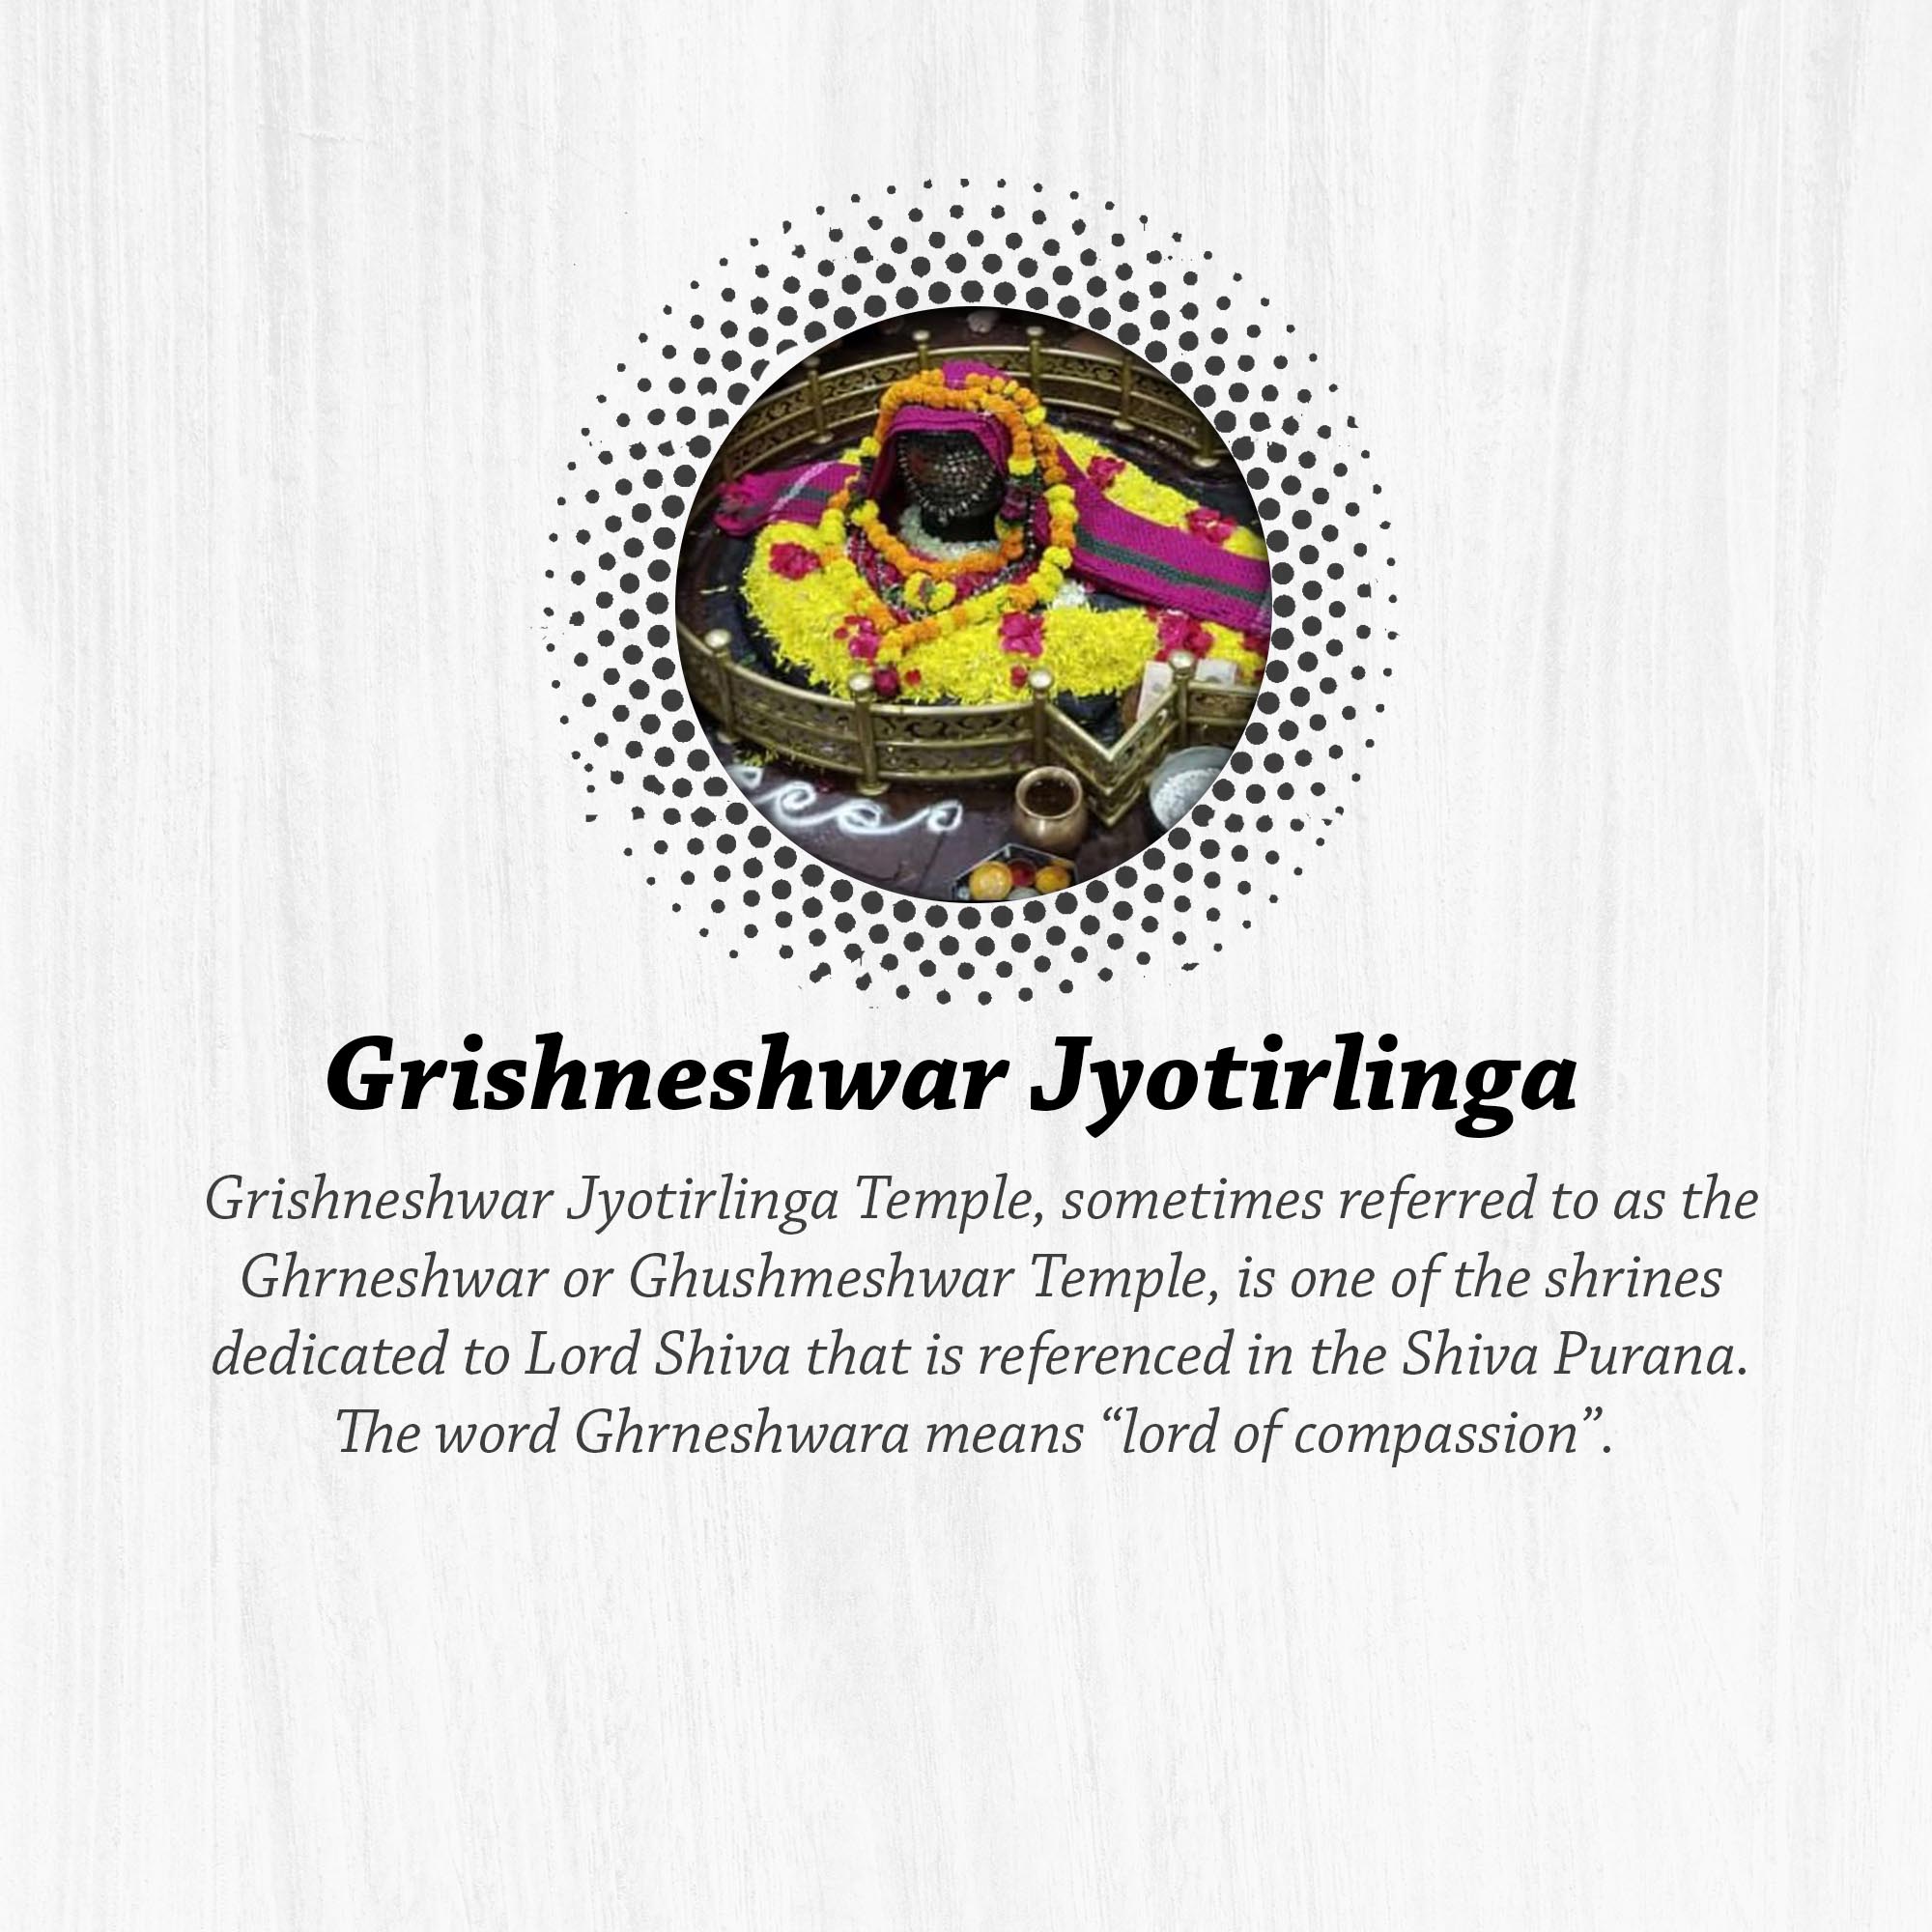 Grishneshwar Jyotirlinga
Grishneshwar Jyotirlinga Temple, sometimes referred to as the
Ghrneshwar or Ghushmeshwar Temple, is one of the shrines
dedicated to Lord Shiva that is referenced in the Shiva Purana.
The word Ghrneshwara means “lord of compassion”.